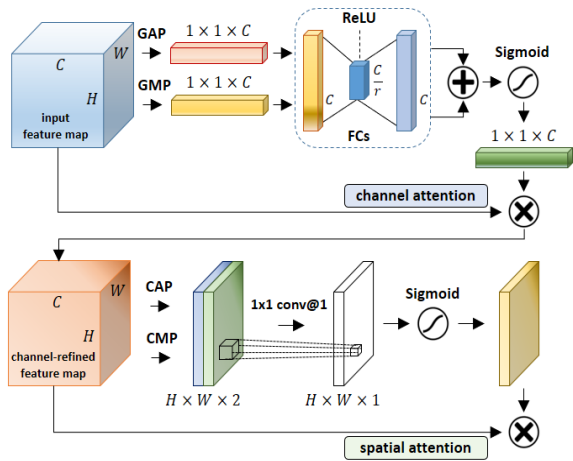 GAP
1 × 1 × C
ReLU
C
W
H
input
feature map
GMP
1 × 1 × C
C
C/r
C
FCs
Sigmoid
1 × 1 × C
channel attention
C
W
H
channel-refined
feature map
CAP
CMP
1x1 conv@1
Sigmoid
H × W × 2
H × W × 1
spatial attention